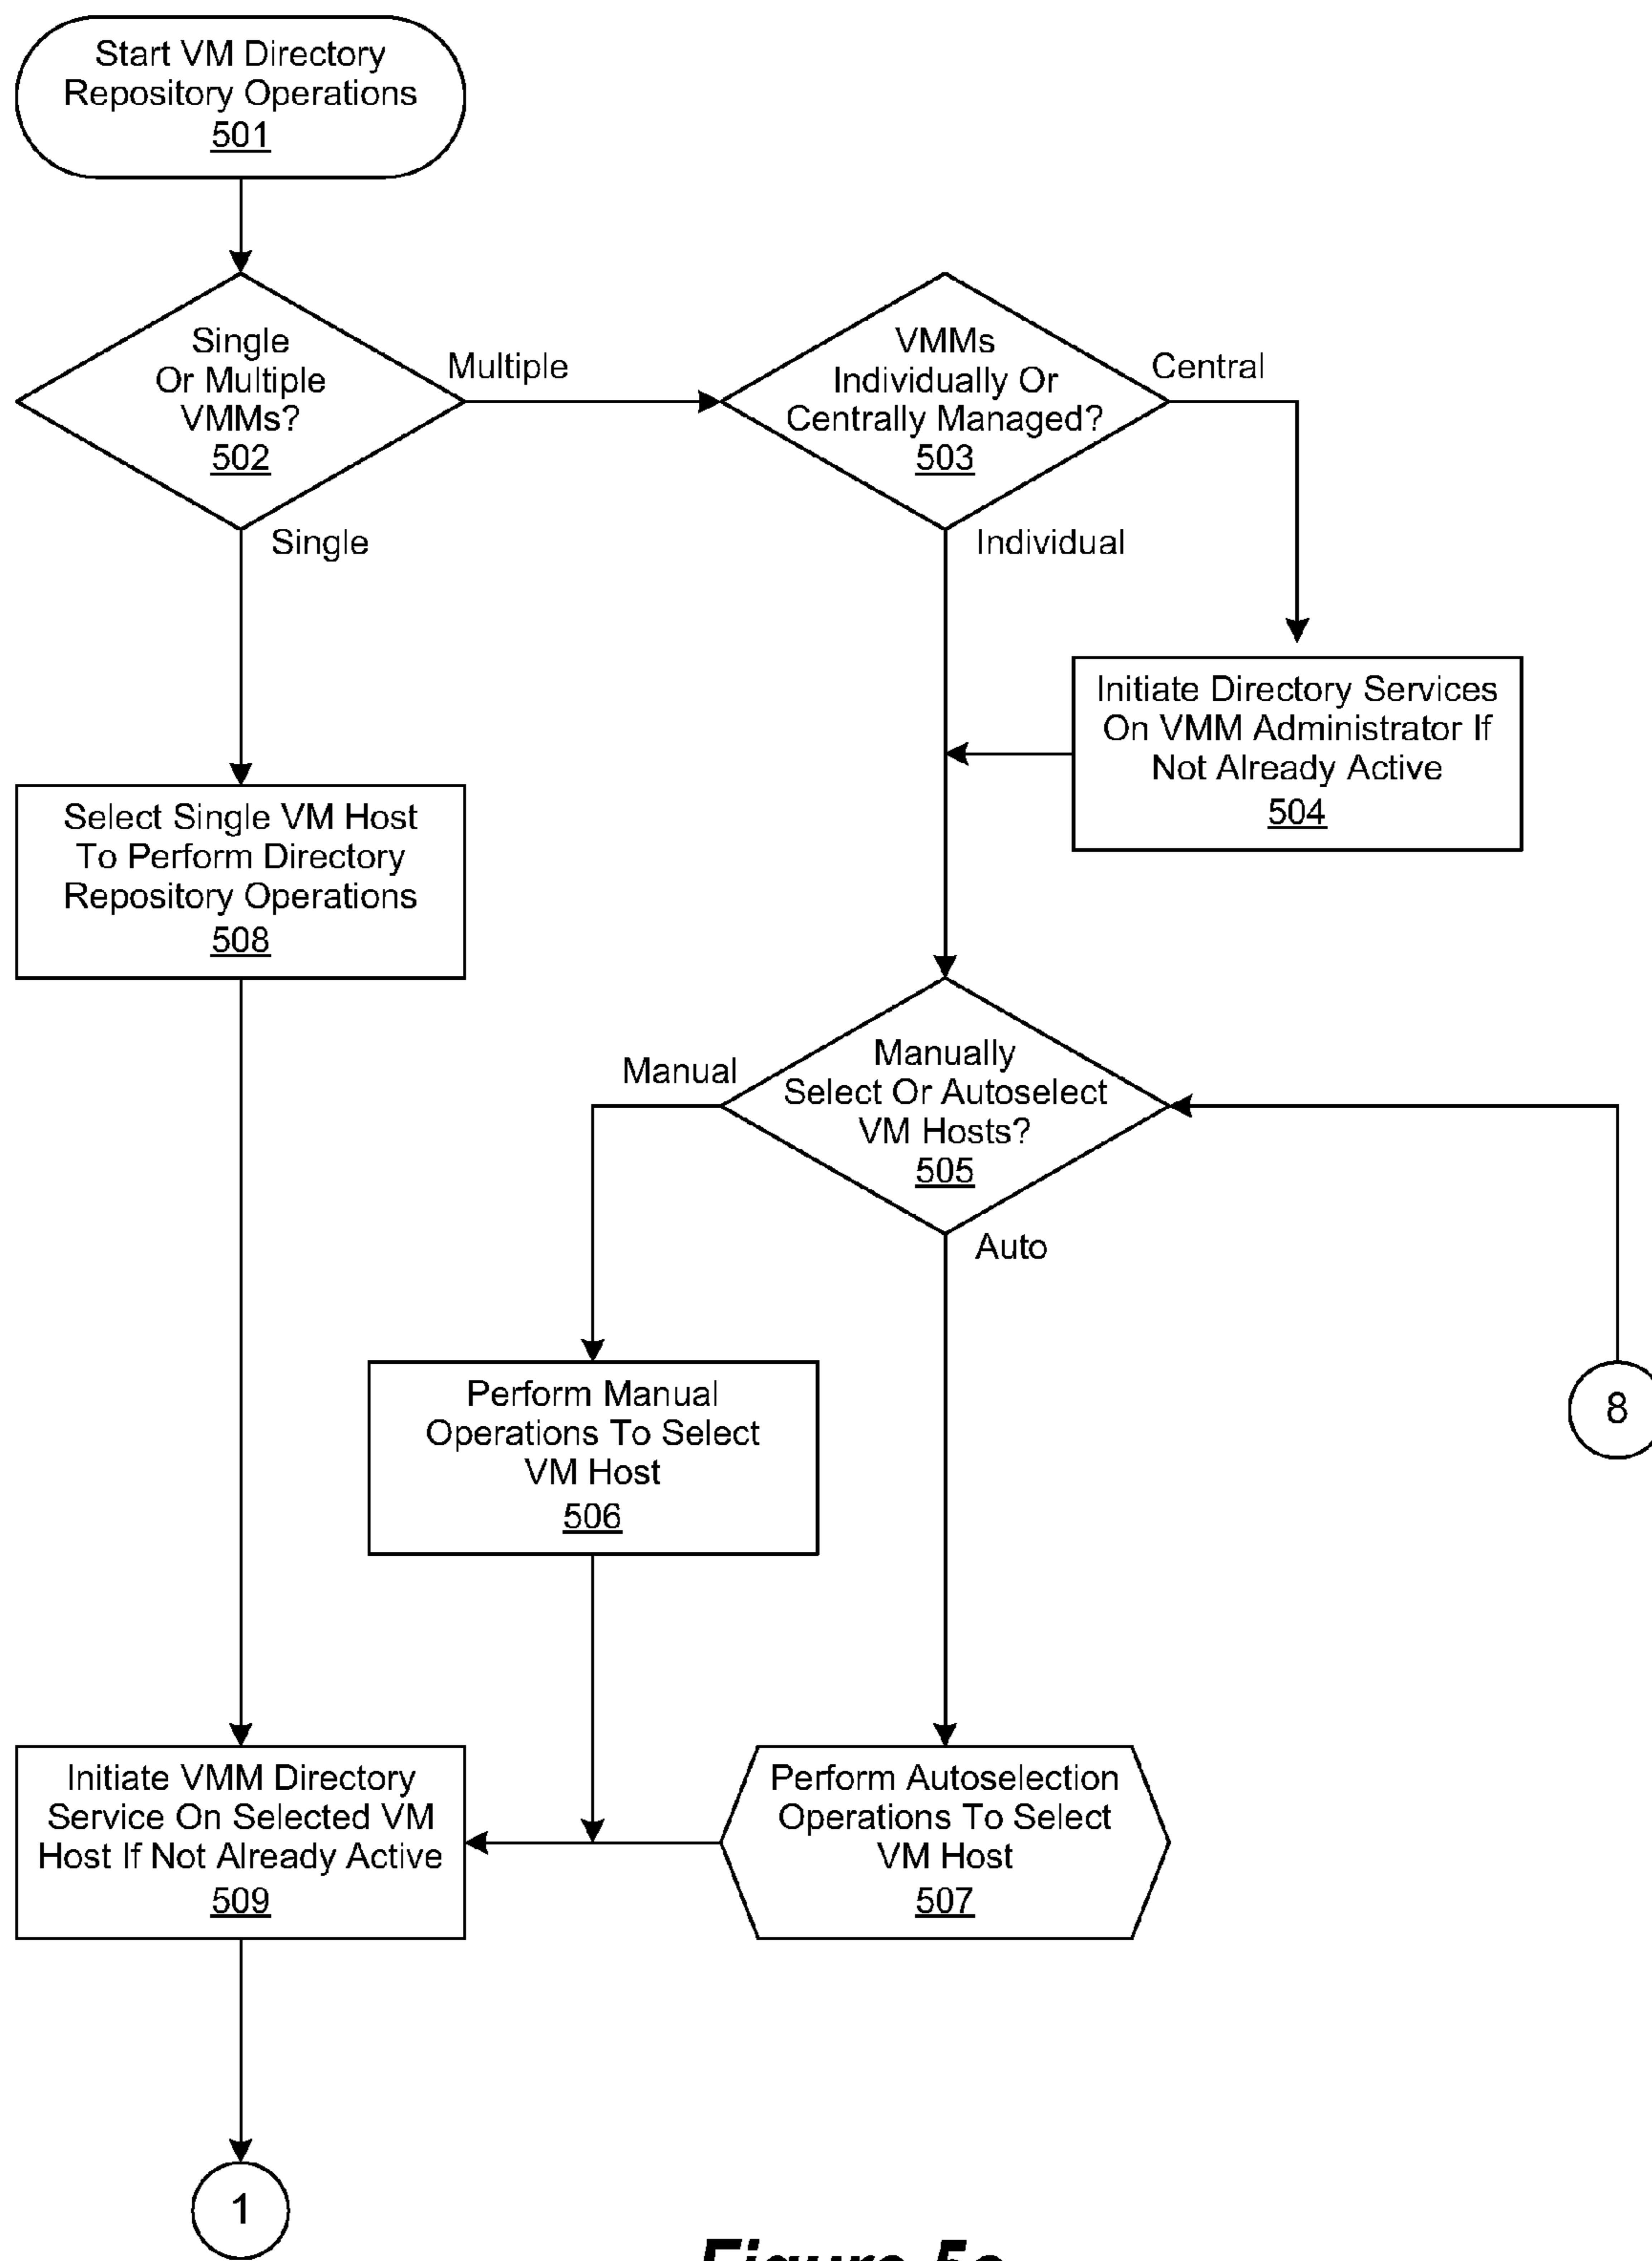 Start VM Directory
Repository Operations
501
Single
Or Multiple
VMMs?
502
Multiple
Single
VMMs
Individually Or
Centrally Managed?
503
Central
Individual
Initiate Directory Services
On VMM Administrator If
Not Already Active
504
Select Single VM Host
To Perform Directory
Repository Operations
508
Manually
Select Or Autoselect
VM Hosts?
505
Manual
Auto
8
Perform Manual
Operations To Select
VM Host
506
Initiate VMM Directory
Service On Selected VM
Host If Not Already Active
509
Perform Autoselection
Operations To Select
VM Host
507
1
Figure